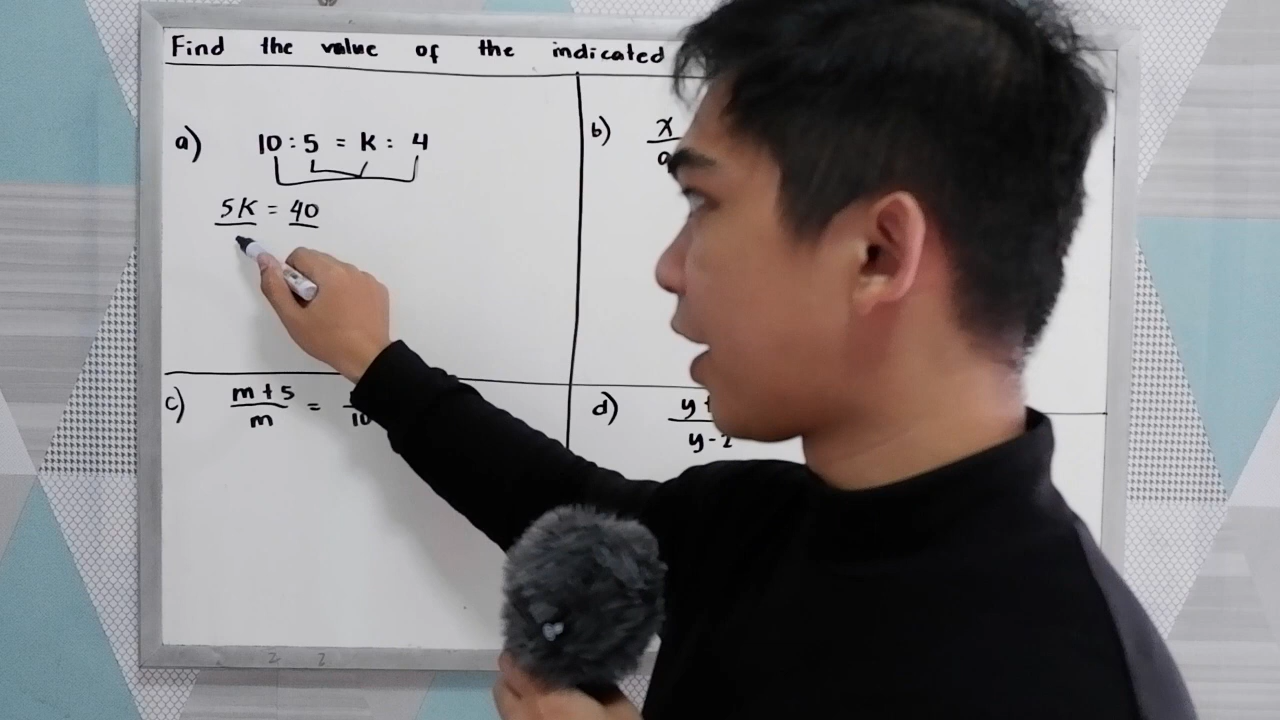 Find the value of the indicated
a) 10 : 5 = k : 4
5K = 40
b) x
c) m + 5 =
m 10
d) y +
y - 2